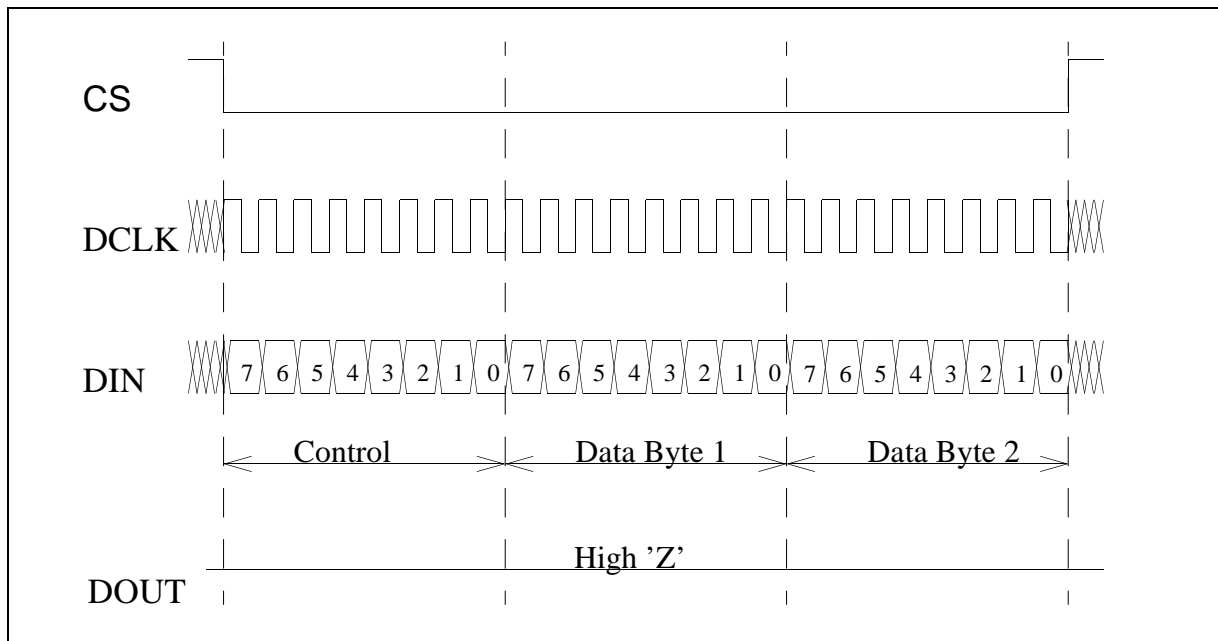 CS
DCLK
DIN
7 6 5 4 3 2 1 0 7 6 5 4 3 2 1 0 7 6 5 4 3 2 1 0
Control Data Byte 1 Data Byte 2
High 'Z'
DOUT